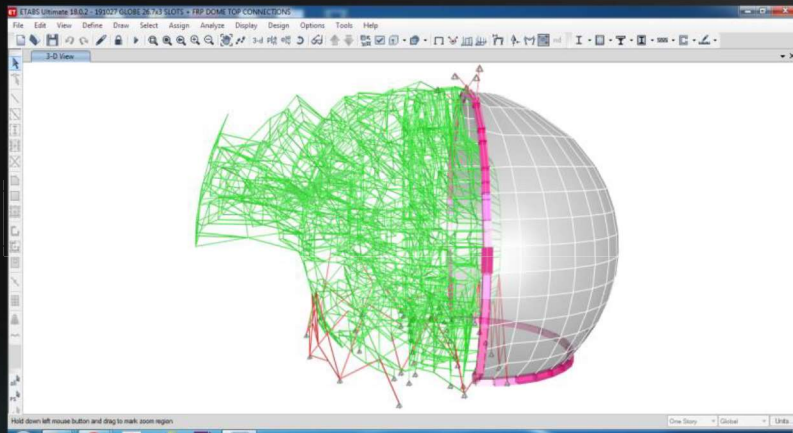 ETABS Ultimate 18.0.2 - 191027 GLOBE 26.7x3 SLOTS + FRP DOME TOP CONNECTIONS
File Edit View Define Draw Select Assign Analyze Display Design Options Tools Help
3-d
3-D View
Hold down left mouse button and drag to mark zoom region
One Story Global Units